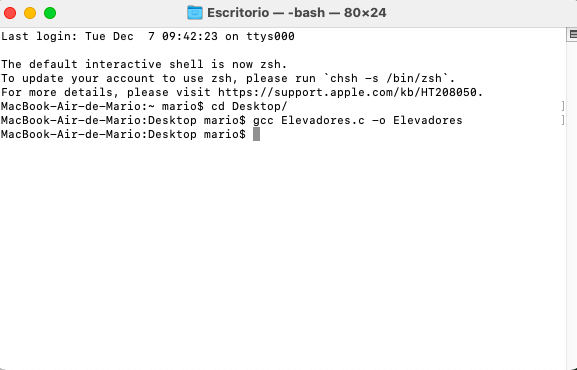 Escritorio — -bash — 80×24
Last login: Tue Dec  7 09:42:23 on ttys000
The default interactive shell is now zsh.
To update your account to use zsh, please run `chsh -s /bin/zsh`.
For more details, please visit https://support.apple.com/kb/HT208050.
MacBook-Air-de-Mario:~ mario$ cd Desktop/
MacBook-Air-de-Mario:Desktop mario$ gcc Elevadores.c -o Elevadores
MacBook-Air-de-Mario:Desktop mario$